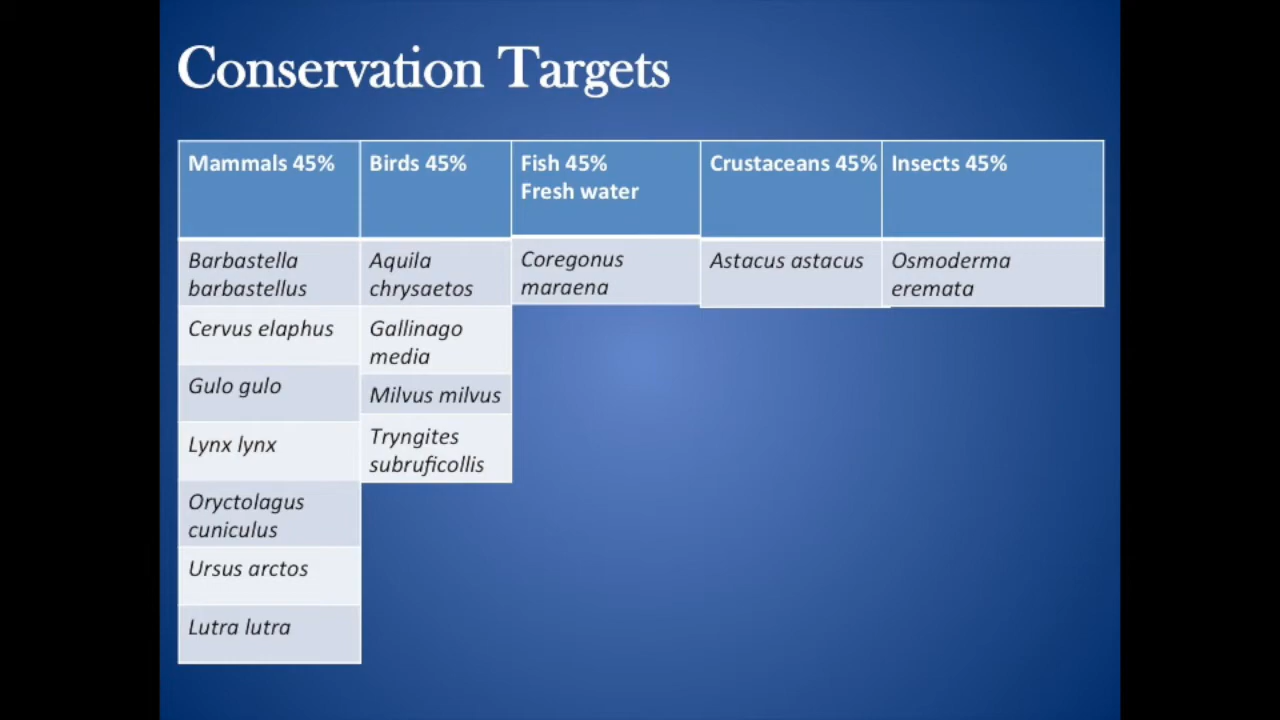 Conservation Targets
Mammals 45%
Birds 45%
Fish 45%
Fresh water
Crustaceans 45%
Insects 45%
Barbastella
barbastellus
Aquila
chrysaetos
Coregonus
maraena
Astacus astacus
Osmoderma
eremata
Cervus elaphus
Gallinago
media
Gulo gulo
Milvus milvus
Lynx lynx
Tryngites
subruficollis
Oryctolagus
cuniculus
Ursus arctos
Lutra lutra